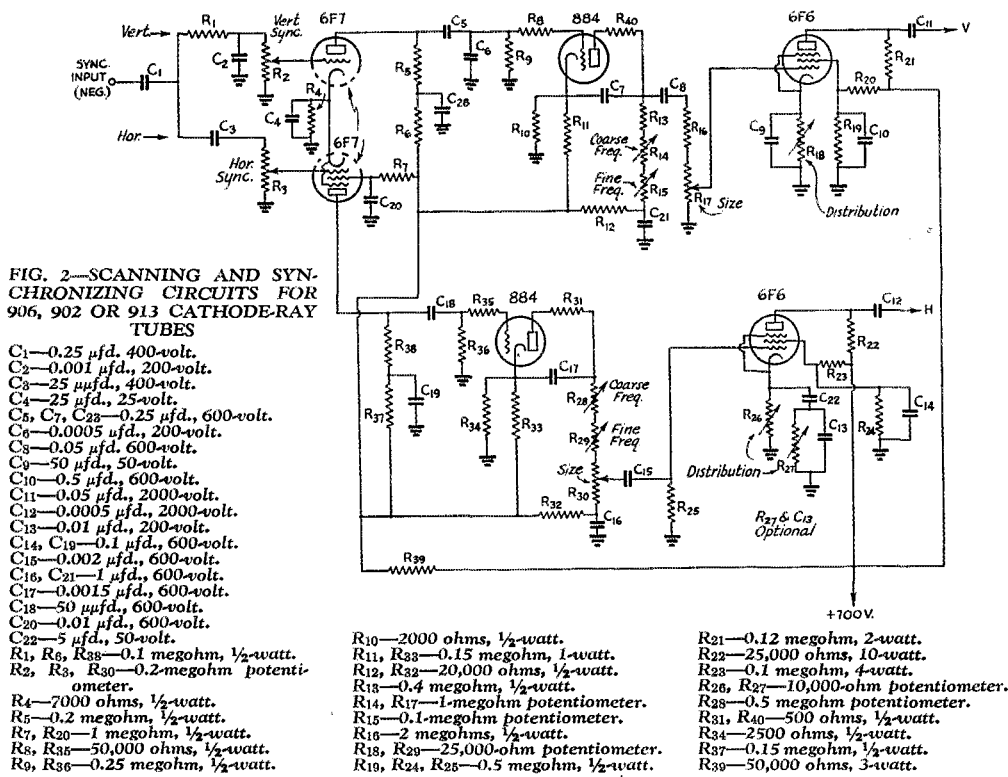 Vert.
R1
Vert Sync.
6F7
C5
R8
884
R40
6F6
C11
V
SYNC. INPUT (NEG.)
C1
C2
R2
R4
C4
R5
C6
R9
C28
R10
C7
R11
C8
R13
R16
R20
R21
Hor.
C3
Hor Sync.
R3
6F7
R6
R7
C20
Coarse Freq.
R14
Fine Freq.
R15
R12
C21
R17
Size
C9
R18
R19
C10
Distribution
FIG. 2—SCANNING AND SYN-
CHRONIZING CIRCUITS FOR
906, 902 OR 913 CATHODE-RAY
TUBES
C18
R35
884
R31
6F6
C12
H
R38
R36
C17
R28
Coarse Freq.
C19
R37
R34
R33
R29
Fine Freq
Size
R30
C15
R32
C16
R25
R22
R23
C22
R26
R27
C13
R24
C14
Distribution
R27 & C13 Optional
R39
+700V.
C1—0.25 µfd. 400-volt.
C2—0.001 µfd., 200-volt.
C3—25 µµfd., 400-volt.
C4—25 µfd., 25-volt.
C5, C7, C23—0.25 µfd., 600-volt.
C6—0.0005 µfd., 200-volt.
C8—0.05 µfd. 600-volt.
C9—50 µfd., 50-volt.
C10—0.5 µfd., 600-volt.
C11—0.05 µfd., 2000-volt.
C12—0.0005 µfd., 2000-volt.
C13—0.01 µfd., 200-volt.
C14, C19—0.1 µfd., 600-volt.
C15—0.002 µfd., 600-volt.
C16, C21—1 µfd., 600-volt.
C17—0.0015 µfd., 600-volt.
C18—50 µµfd., 600-volt.
C20—0.01 µfd., 600-volt.
C22—5 µfd., 50-volt.
R1, R6, R38—0.1 megohm, ½-watt.
R2, R3, R30—0.2-megohm potenti-
ometer.
R4—7000 ohms, ½-watt.
R5—0.2 megohm, ½-watt.
R7, R20—1 megohm, ½-watt.
R8, R35—50,000 ohms, ½-watt.
R9, R36—0.25 megohm, ½-watt.
R10—2000 ohms, ½-watt.
R11, R33—0.15 megohm, 1-watt.
R12, R32—20,000 ohms, ½-watt.
R13—0.4 megohm, ½-watt.
R14, R17—1-megohm potentiometer.
R15—0.1-megohm potentiometer.
R16—2 megohms, ½-watt.
R18, R29—25,000-ohm potentiometer.
R19, R24, R25—0.5 megohm, ½-watt.
R21—0.12 megohm, 2-watt.
R22—25,000 ohms, 10-watt.
R23—0.1 megohm, 4-watt.
R26, R27—10,000-ohm potentiometer.
R28—0.5 megohm potentiometer.
R31, R40—500 ohms, ½-watt.
R34—2500 ohms, ½-watt.
R37—0.15 megohm, ½-watt.
R39—50,000 ohms, 3-watt.